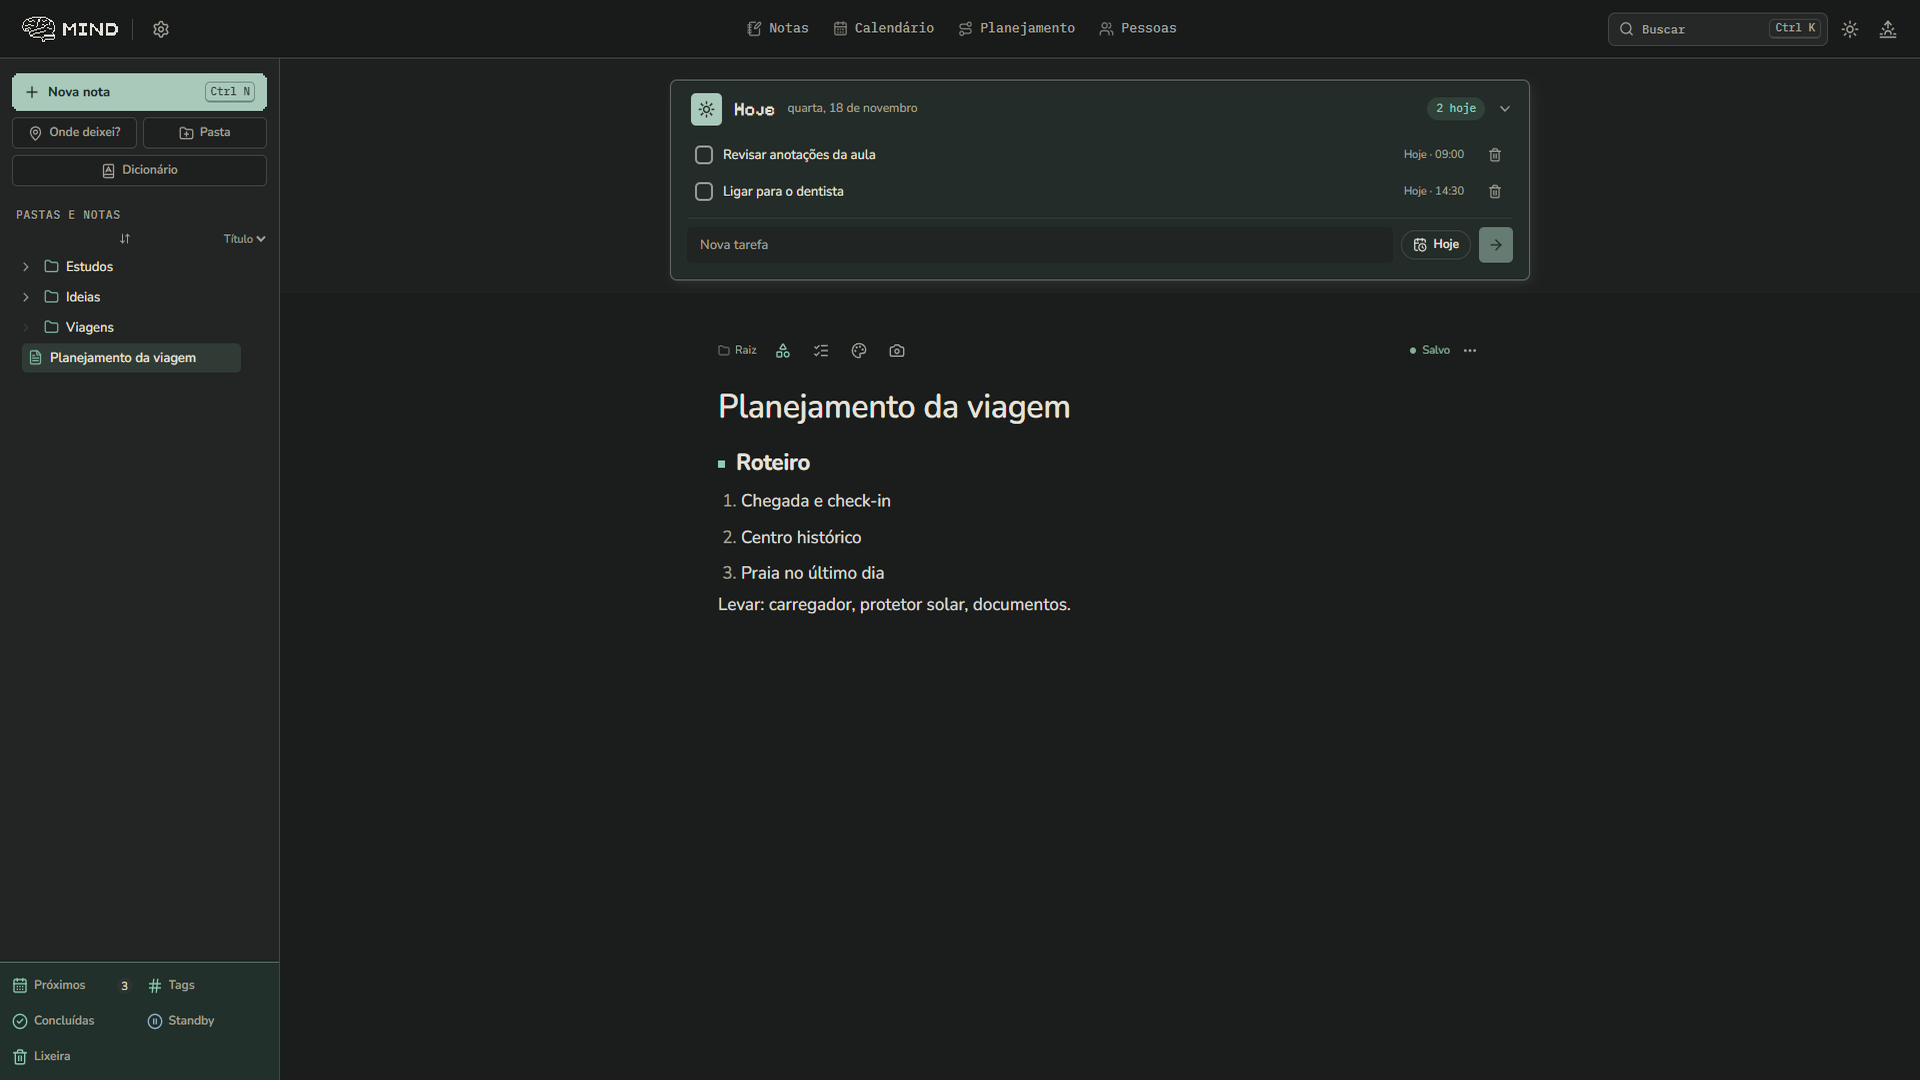 MIND
Notas
Calendário
Planejamento
Pessoas
Buscar
Ctrl K
Nova nota
Ctrl N
Onde deixei?
Pasta
Dicionário
PASTAS E NOTAS
Título
Estudos
Ideias
Viagens
Planejamento da viagem
Próximos
3
Tags
Concluídas
Standby
Lixeira
Hoje
quarta, 18 de novembro
2 hoje
Revisar anotações da aula
Hoje · 09:00
Ligar para o dentista
Hoje · 14:30
Nova tarefa
Hoje
Raiz
Salvo
Planejamento da viagem
Roteiro
1. Chegada e check-in
2. Centro histórico
3. Praia no último dia
Levar: carregador, protetor solar, documentos.